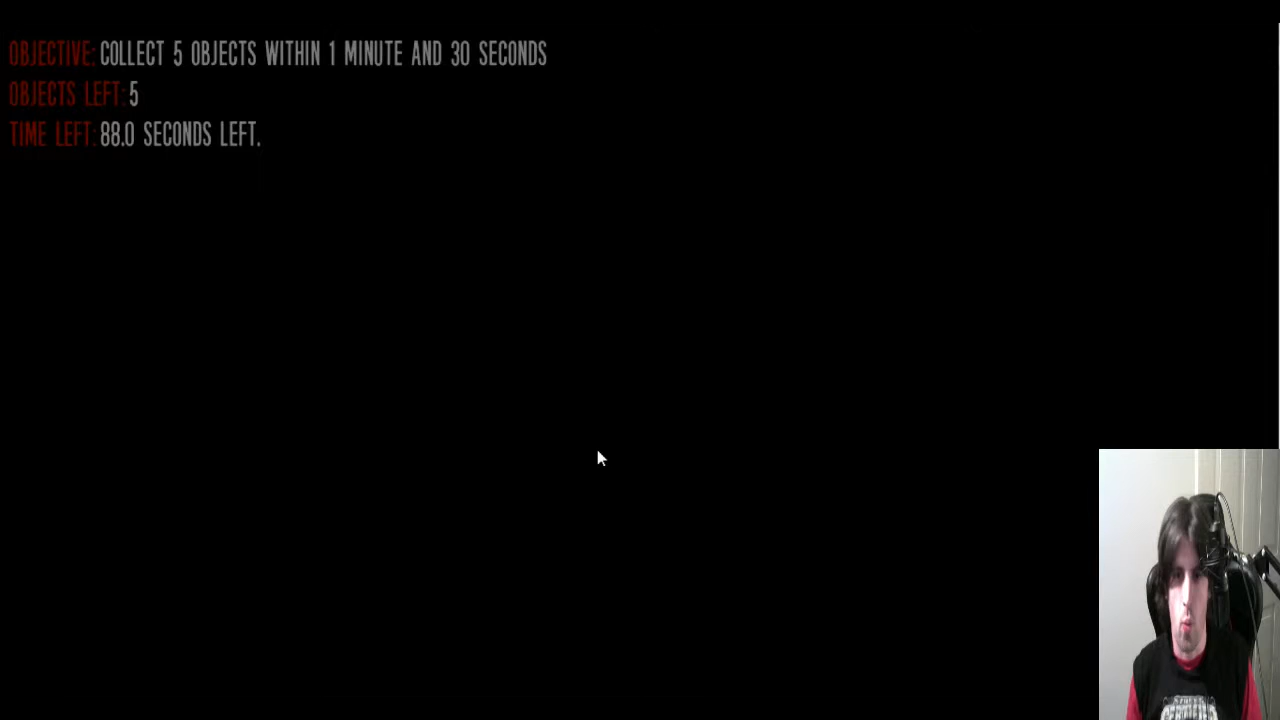 OBJECTIVE: COLLECT 5 OBJECTS WITHIN 1 MINUTE AND 30 SECONDS
OBJECTS LEFT: 5
TIME LEFT: 88.0 SECONDS LEFT.